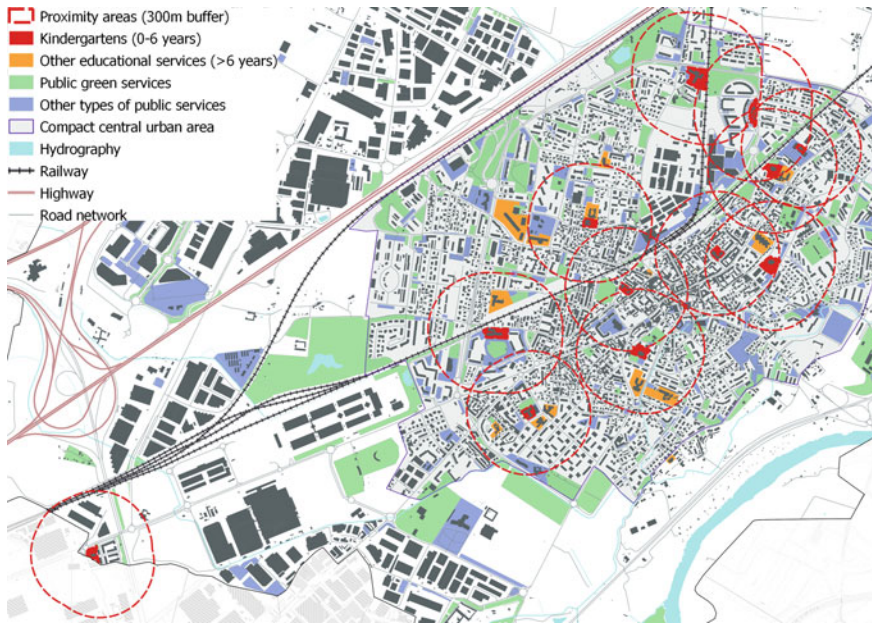 Proximity areas (300m buffer)
Kindergartens (0-6 years)
Other educational services (>6 years)
Public green services
Other types of public services
Compact central urban area
Hydrography
Railway
Highway
Road network